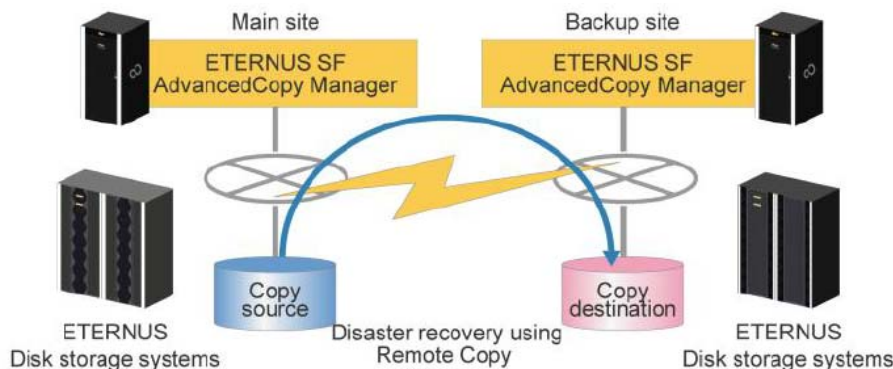 Main site
Backup site
ETERNUS SF
AdvancedCopy Manager
ETERNUS SF
AdvancedCopy Manager
Copy
source
Copy
destination
ETERNUS
Disk storage systems
Disaster recovery using
Remote Copy
ETERNUS
Disk storage systems